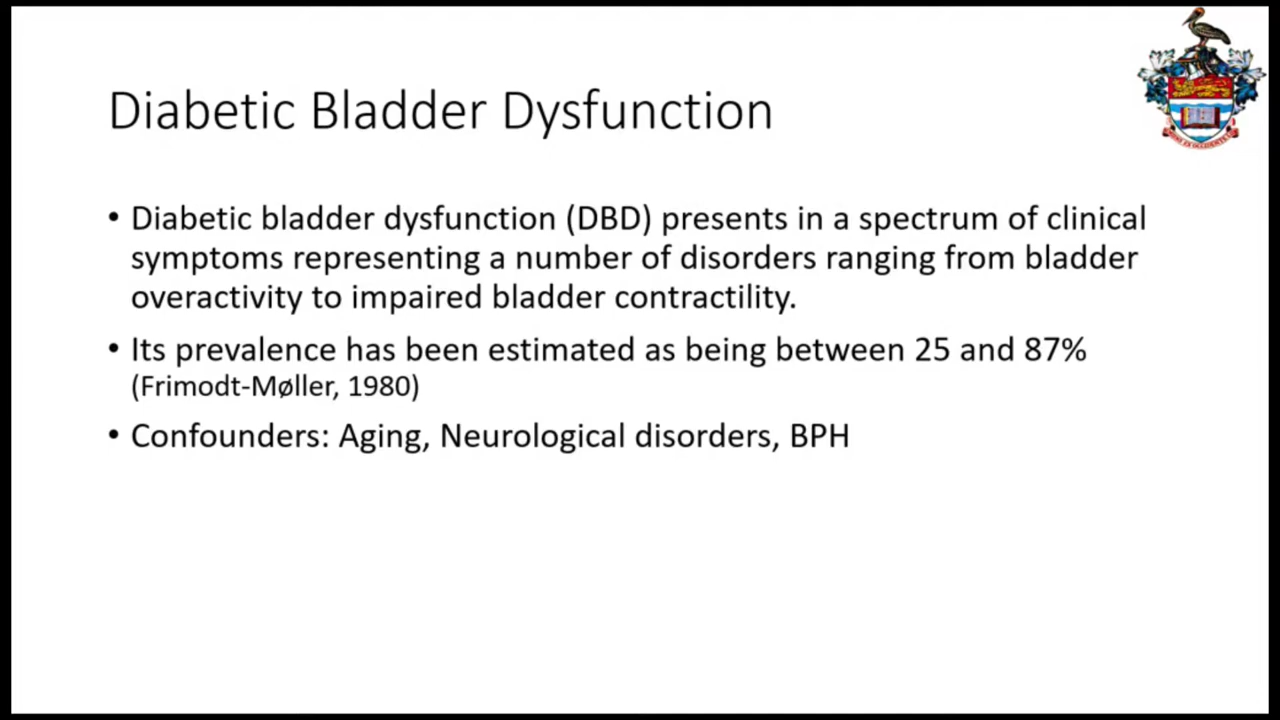 Diabetic Bladder Dysfunction
• Diabetic bladder dysfunction (DBD) presents in a spectrum of clinical
symptoms representing a number of disorders ranging from bladder
overactivity to impaired bladder contractility.
• Its prevalence has been estimated as being between 25 and 87%
(Frimodt-Møller, 1980)
• Confounders: Aging, Neurological disorders, BPH